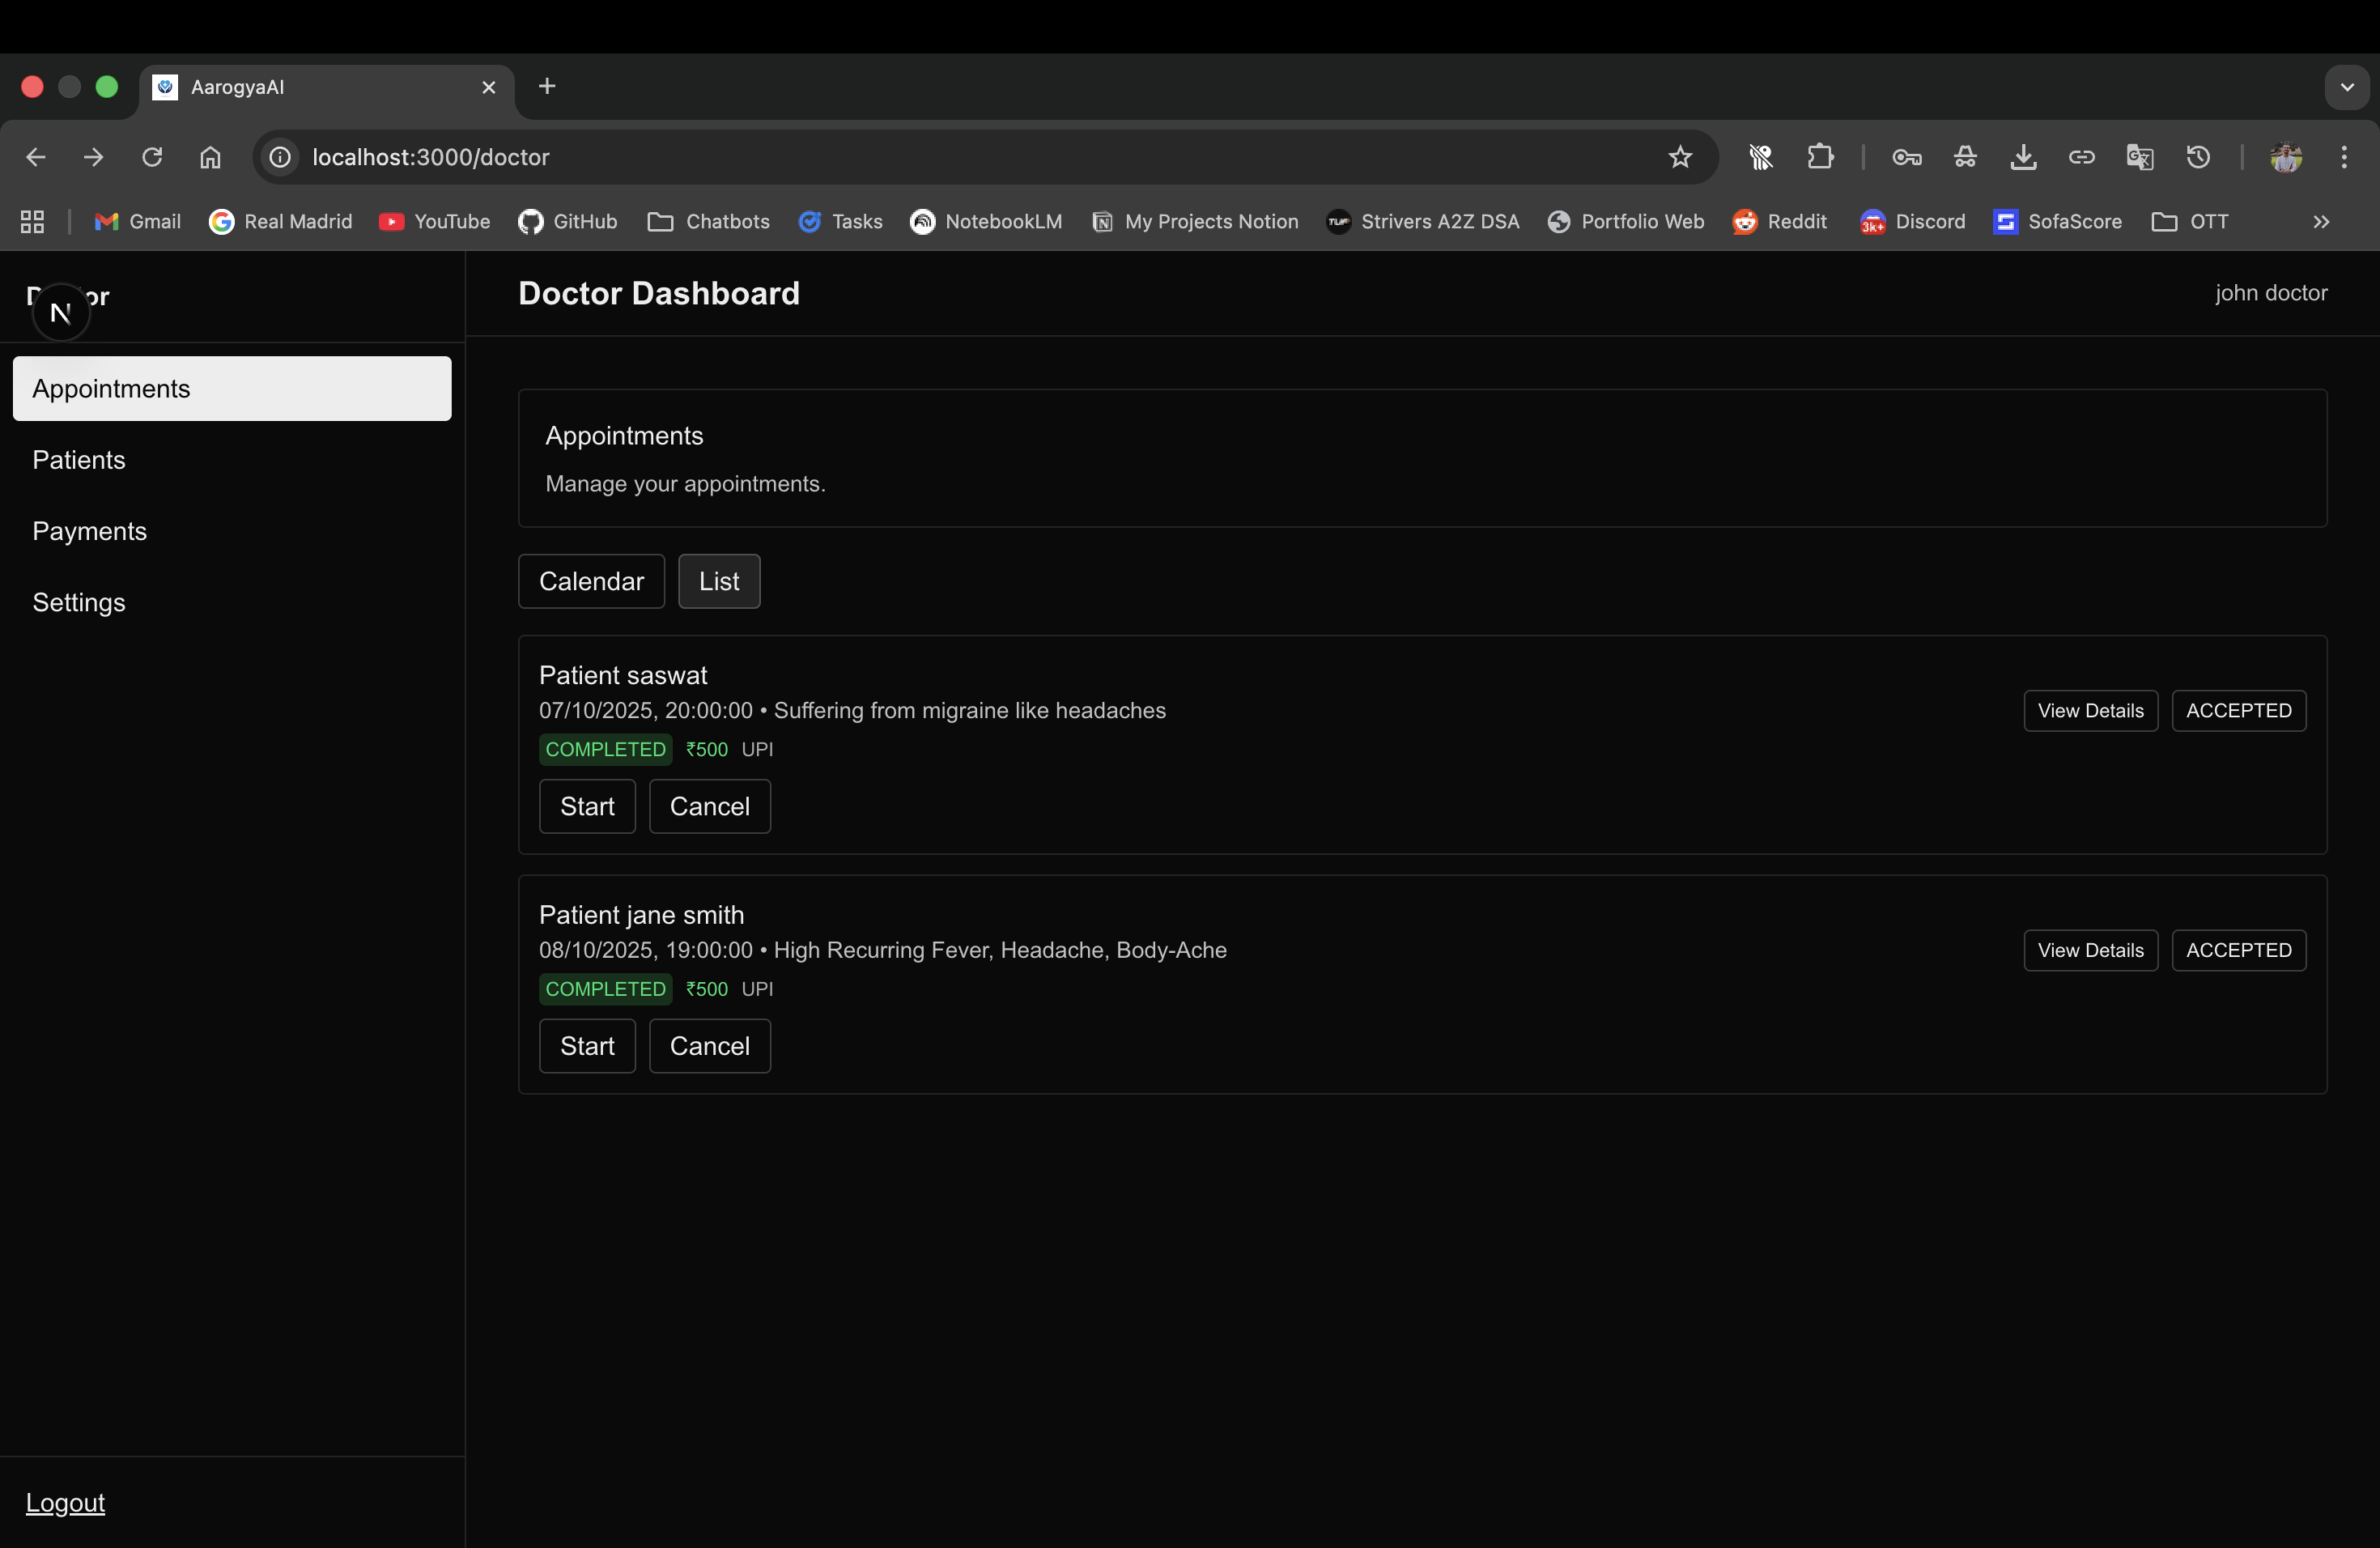 AarogyaAI
localhost:3000/doctor
Gmail Real Madrid YouTube GitHub Chatbots Tasks NotebookLM My Projects Notion Strivers A2Z DSA Portfolio Web Reddit 3k+ Discord SofaScore OTT
N
Appointments
Patients
Payments
Settings
Logout
Doctor Dashboard
john doctor
Appointments
Manage your appointments.
Calendar List
Patient saswat
07/10/2025, 20:00:00 • Suffering from migraine like headaches
COMPLETED ₹500 UPI
View Details ACCEPTED
Start Cancel
Patient jane smith
08/10/2025, 19:00:00 • High Recurring Fever, Headache, Body-Ache
COMPLETED ₹500 UPI
View Details ACCEPTED
Start Cancel